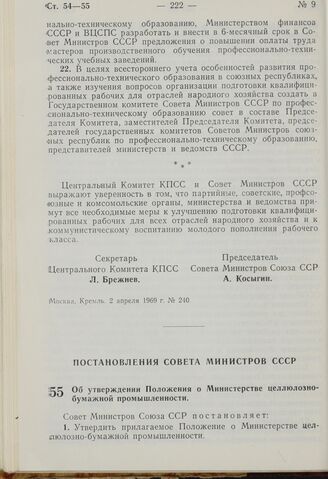 Ст. 54—55 — 222 — № 9
нально-техническому образованию, Министерством финансов
СССР и ВЦСПС разработать и внести в 6-месячный срок в Со-
вет Министров СССР предложения о повышении оплаты труда
мастеров производственного обучения профессионально-техни-
ческих учебных заведений.
22. В целях всестороннего учета особенностей развития про-
фессионально-технического образования в союзных республиках,
а также изучения вопросов организации подготовки квалифици-
рованных рабочих для отраслей народного хозяйства создать в
Государственном комитете Совета Министров СССР по профес-
сионально-техническому образованию совет в составе Предсе-
дателя Комитета, заместителей Председателя Комитета, предсе-
дателей государственных комитетов Советов Министров союз-
ных республик по профессионально-техническому образованию,
представителей министерств и ведомств СССР.
* * *
Центральный Комитет КПСС и Совет Министров СССР
выражают уверенность в том, что партийные, советские, профсо-
юзные и комсомольские органы, министерства и ведомства при-
мут все необходимые меры к улучшению подготовки квалифици-
рованных рабочих для всех отраслей народного хозяйства и к
коммунистическому воспитанию молодого пополнения рабочего
класса.
Секретарь Председатель
Центрального Комитета КПСС Совета Министров Союза ССР
Л. Брежнев. А. Косыгин.
Москва, Кремль. 2 апреля 1969 г. № 240.
ПОСТАНОВЛЕНИЯ СОВЕТА МИНИСТРОВ СССР
55 Об утверждении Положения о Министерстве целлюлозно-
бумажной промышленности.
Совет Министров Союза ССР постановляет:
1. Утвердить прилагаемое Положение о Министерстве цел-
люлозно-бумажной промышленности.